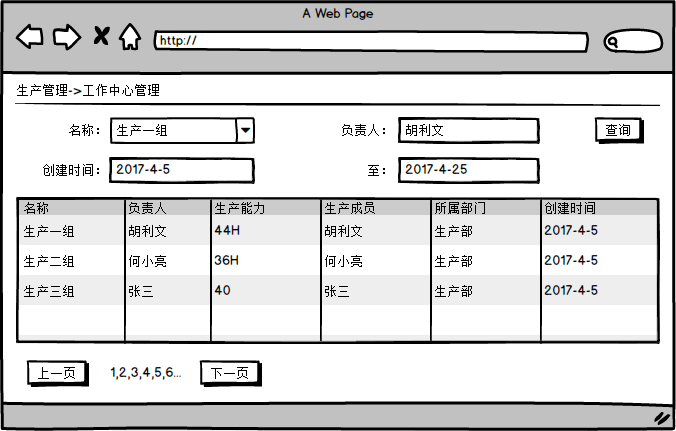 A Web Page
http://
生产管理->工作中心管理
名称： 生产一组 负责人： 胡利文 查询
创建时间： 2017-4-5 至： 2017-4-25
名称 负责人 生产能力 生产成员 所属部门 创建时间
生产一组 胡利文 44H 胡利文 生产部 2017-4-5
生产二组 何小亮 36H 何小亮 生产部 2017-4-5
生产三组 张三 40 张三 生产部 2017-4-5
上一页 1,2,3,4,5,6... 下一页